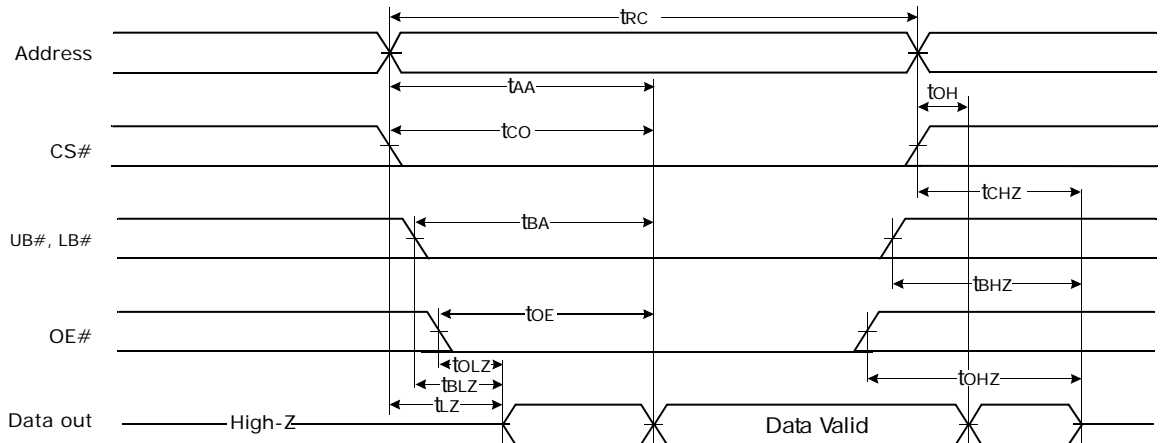 tRC
Address
tAA
tOH
tCO
CS#
tCHZ
tBA
UB#, LB#
tBHZ
tOE
OE#
tOLZ
tOHZ
tBLZ
tLZ
Data out
High-Z
Data Valid